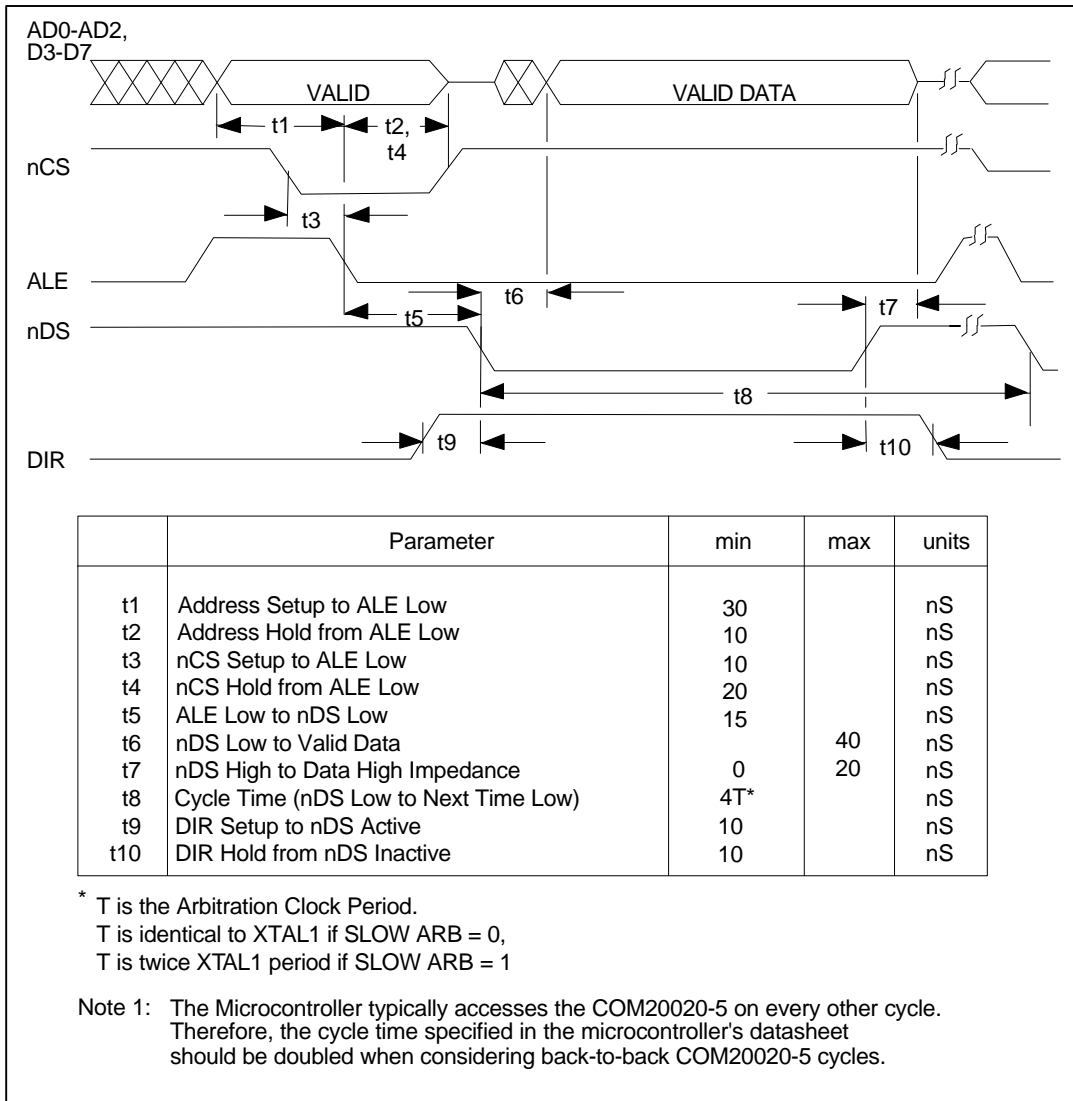 AD0-AD2,
D3-D7
VALID
VALID DATA
t1
t2,
t4
nCS
t3
ALE
t6
t7
t5
nDS
t8
t9
t10
DIR
Parameter min max units
t1 Address Setup to ALE Low 30 nS
t2 Address Hold from ALE Low 10 nS
t3 nCS Setup to ALE Low 10 nS
t4 nCS Hold from ALE Low 20 nS
t5 ALE Low to nDS Low 15 nS
t6 nDS Low to Valid Data 40 nS
t7 nDS High to Data High Impedance 0 20 nS
t8 Cycle Time (nDS Low to Next Time Low) 4T* nS
t9 DIR Setup to nDS Active 10 nS
t10 DIR Hold from nDS Inactive 10 nS
* T is the Arbitration Clock Period.
T is identical to XTAL1 if SLOW ARB = 0,
T is twice XTAL1 period if SLOW ARB = 1
Note 1: The Microcontroller typically accesses the COM20020-5 on every other cycle.
Therefore, the cycle time specified in the microcontroller's datasheet
should be doubled when considering back-to-back COM20020-5 cycles.